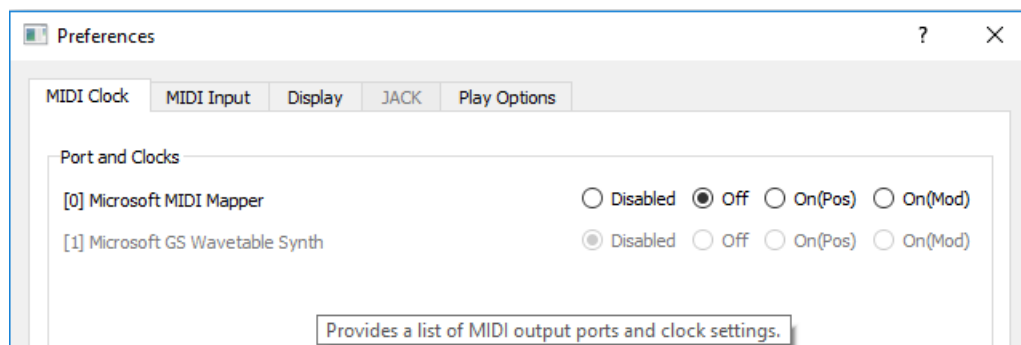 Preferences ? ×
MIDI Clock MIDI Input Display JACK Play Options
Port and Clocks
[0] Microsoft MIDI Mapper Disabled Off On(Pos) On(Mod)
[1] Microsoft GS Wavetable Synth Disabled Off On(Pos) On(Mod)
Provides a list of MIDI output ports and clock settings.